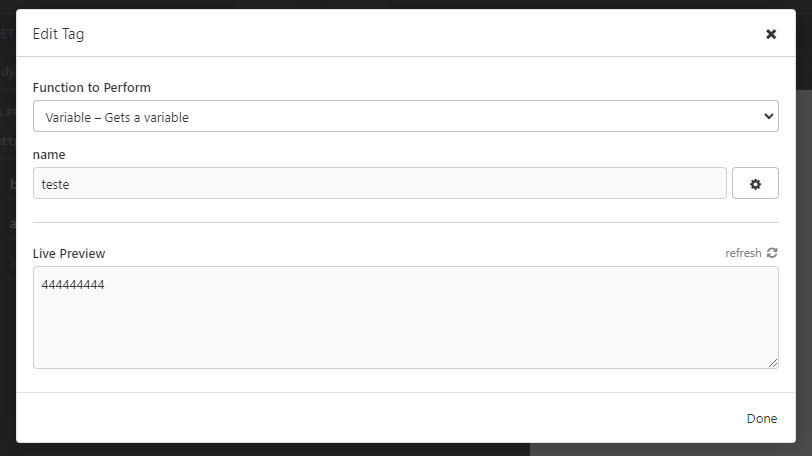 Edit Tag
Function to Perform
Variable – Gets a variable
name
teste
Live Preview
refresh
444444444
Done